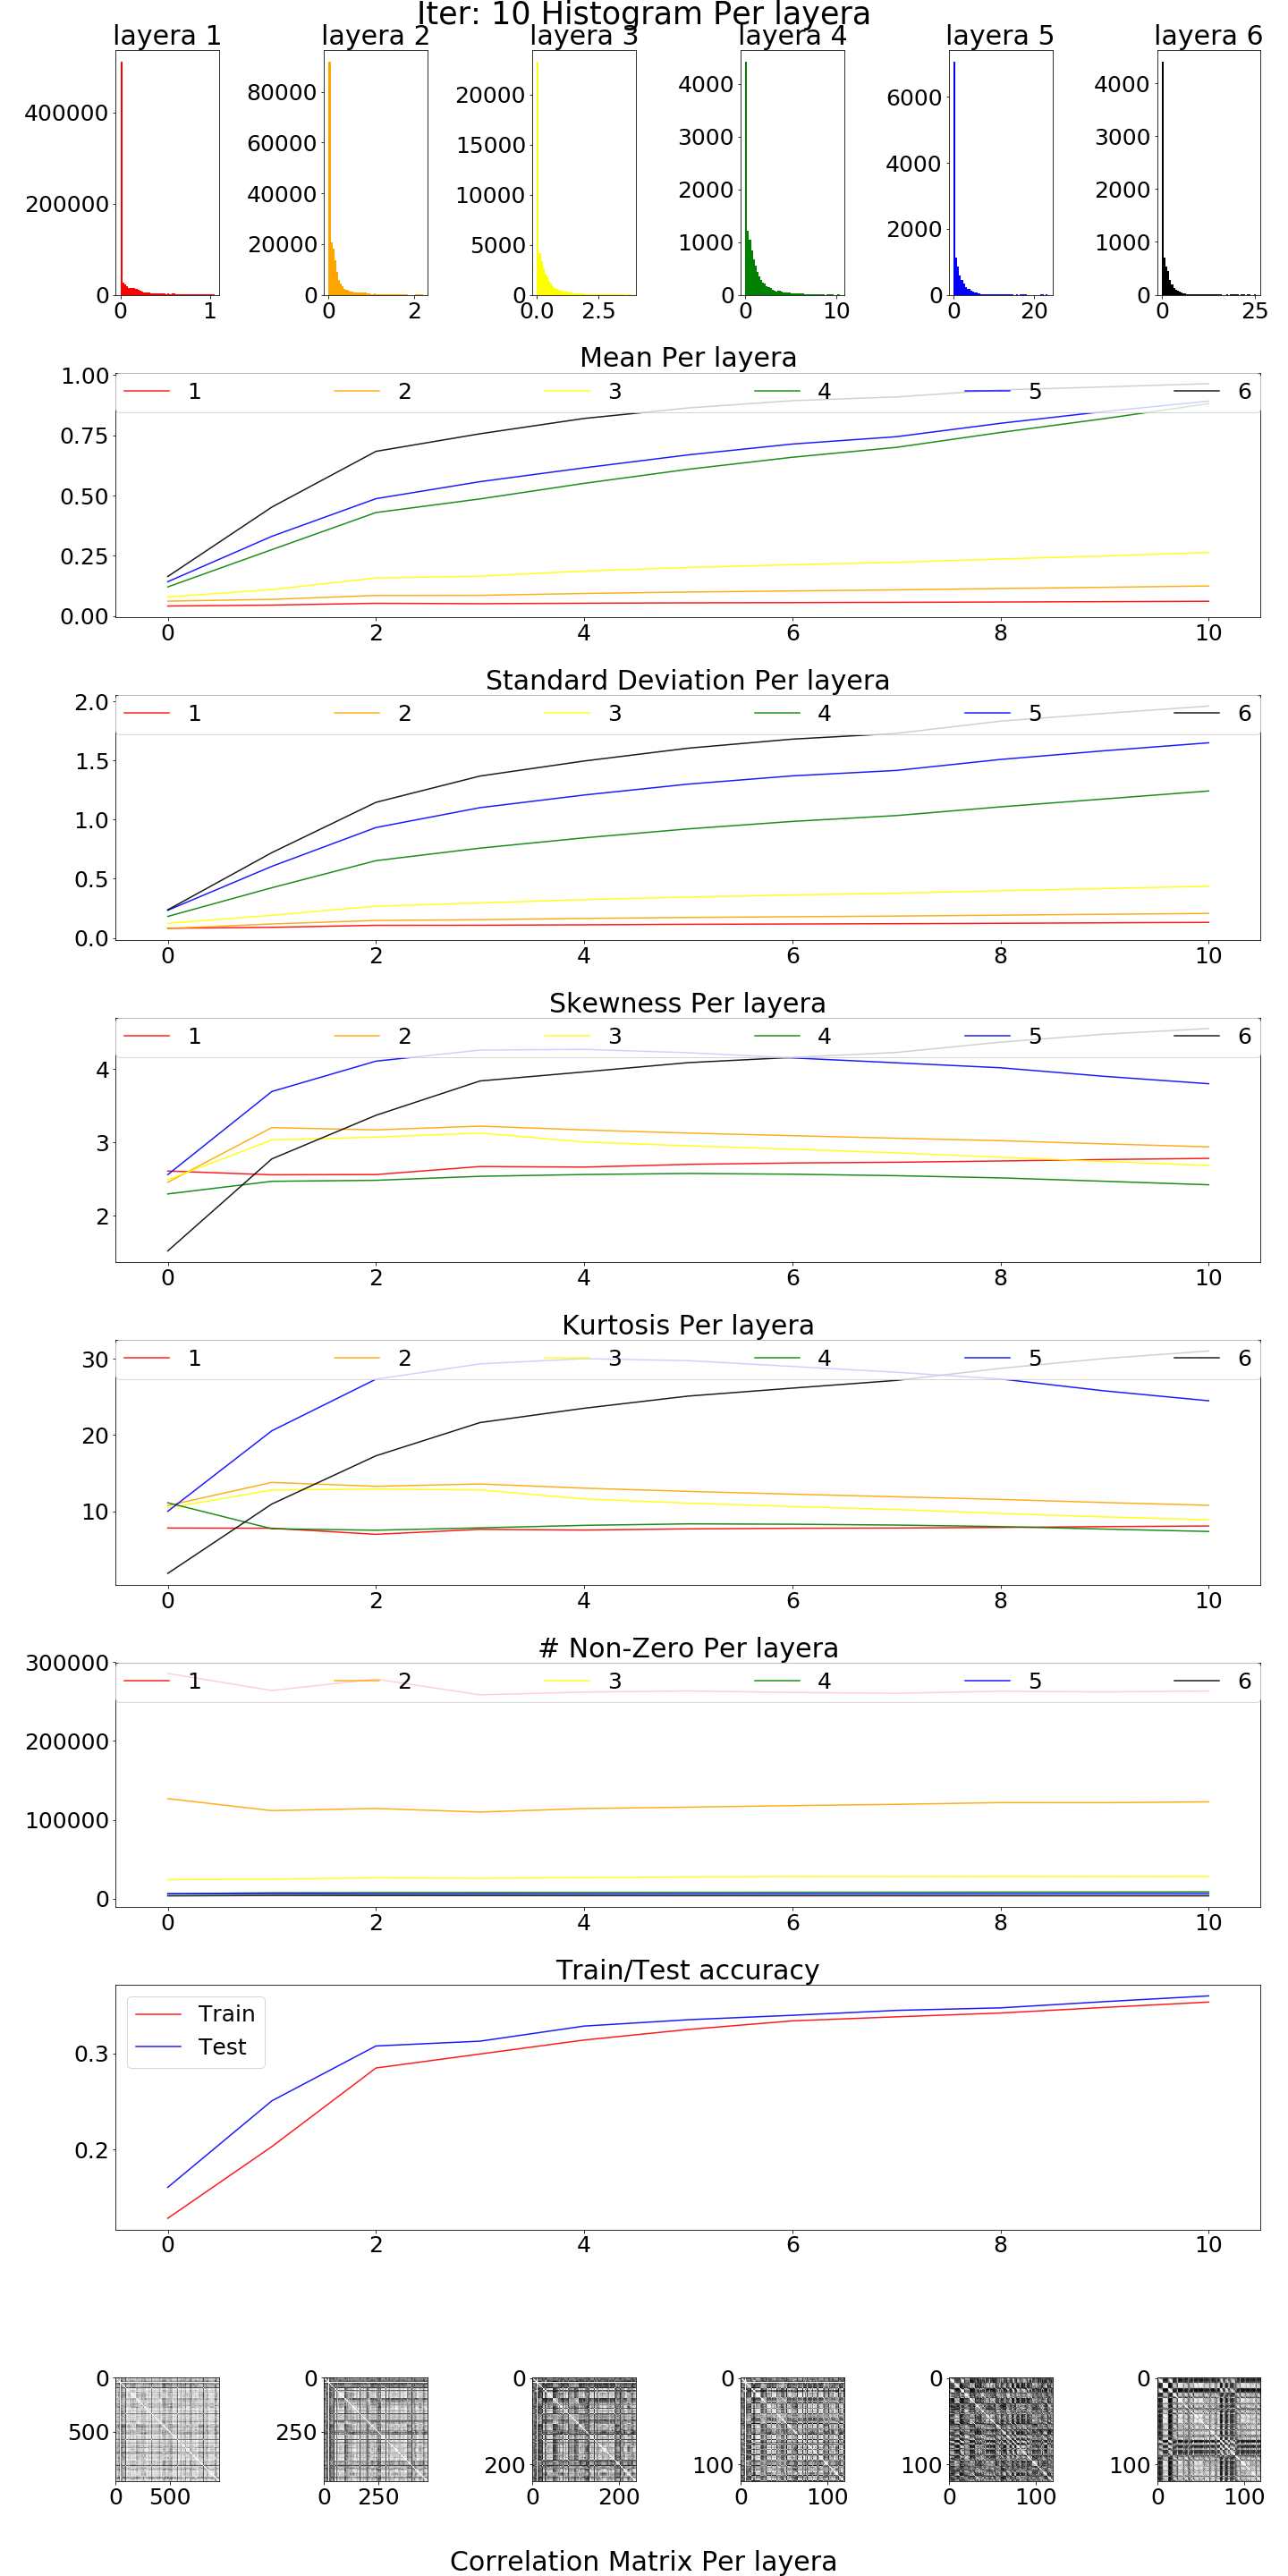 Iter: 10 Histogram Per layera
layera 1 layera 2 layera 3 layera 4 layera 5 layera 6
400000 200000 0 0 1
80000 60000 40000 20000 0 0 2
20000 15000 10000 5000 0 0.0 2.5
4000 3000 2000 1000 0 0 10
6000 4000 2000 0 0 20
4000 3000 2000 1000 0 0 25
Mean Per layera
1 2 3 4 5 6
1.00
0.75
0.50
0.25
0.00
0 2 4 6 8 10
Standard Deviation Per layera
1 2 3 4 5 6
2.0
1.5
1.0
0.5
0.0
0 2 4 6 8 10
Skewness Per layera
1 2 3 4 5 6
4
3
2
0 2 4 6 8 10
Kurtosis Per layera
1 2 3 4 5 6
30
20
10
0 2 4 6 8 10
# Non-Zero Per layera
1 2 3 4 5 6
300000
200000
100000
0
0 2 4 6 8 10
Train/Test accuracy
Train
Test
0.3
0.2
0 2 4 6 8 10
0 500 0 500
0 250 0 250
0 200 0 200
0 100 0 100
0 100 0 100
0 100 0 100
Correlation Matrix Per layera